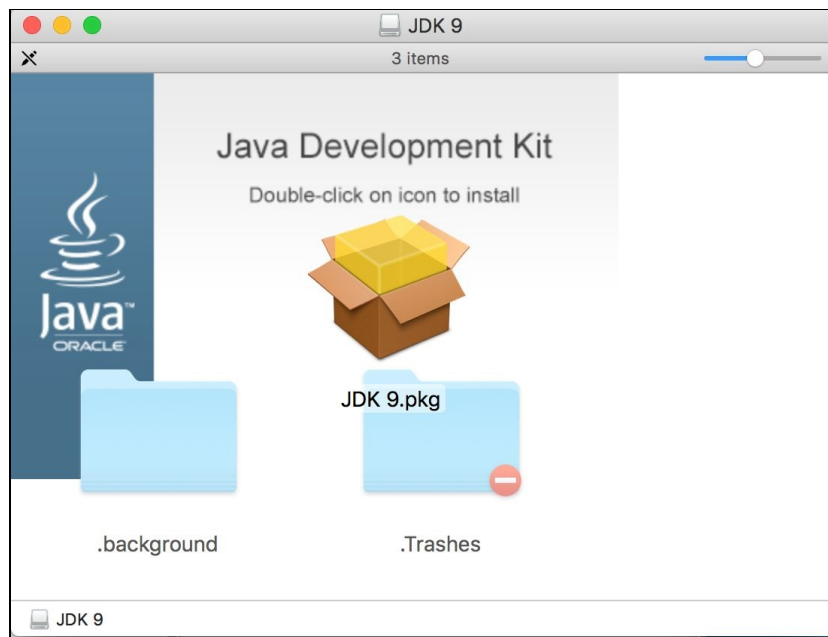 JDK 9
3 items
Java Development Kit
Double-click on icon to install
Java™
ORACLE
JDK 9.pkg
.background
.Trashes
JDK 9